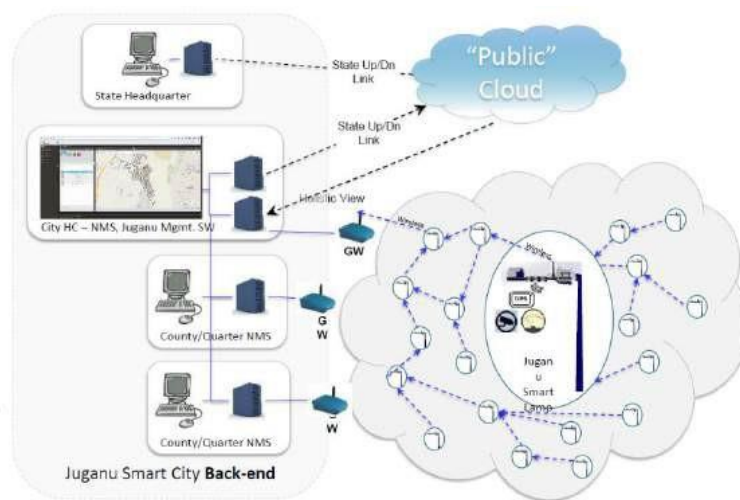 State Headquarter
State Up/Dn
Link
"Public"
Cloud
State Up/Dn
Link
Holistic View
City HC – NMS, Juganu Mgmt. SW
GW
Wireless
Wireless
County/Quarter NMS
G
W
Jugan
u
Smart
Lamp
County/Quarter NMS
W
Juganu Smart City Back-end